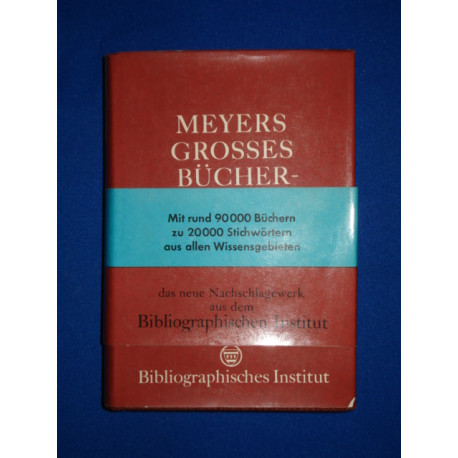 MEYERS
GROSSES
BÜCHER-
Mit rund 90000 Büchern
zu 20000 Stichwörtern
aus allen Wissensgebieten
das neue Nachschlagewerk
aus dem
Bibliographischen Institut
Bibliographisches Institut